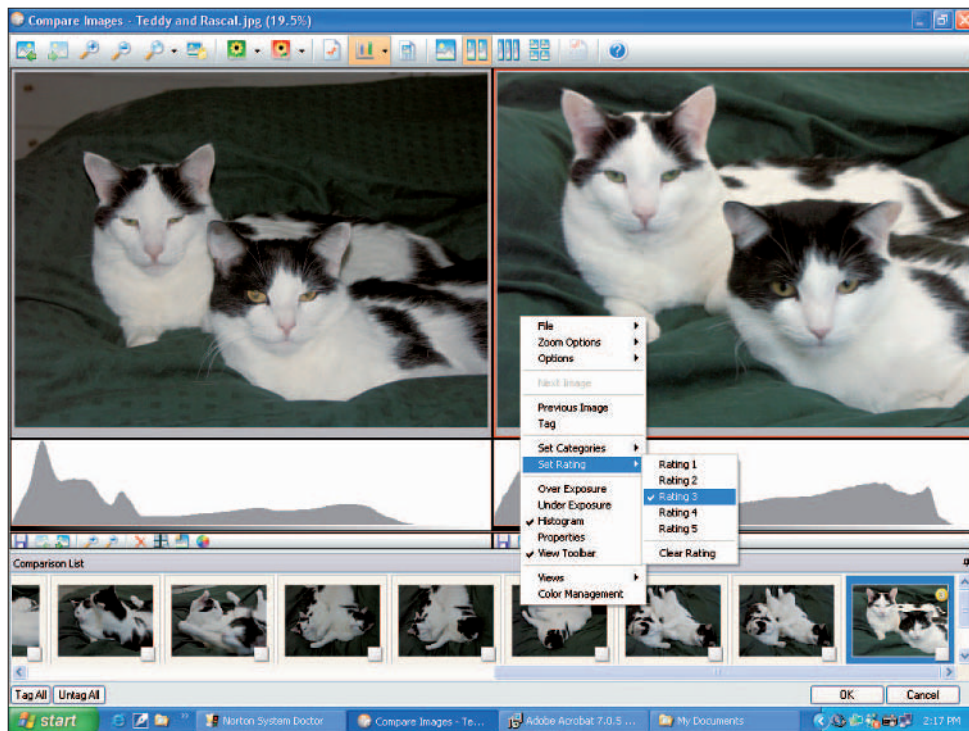 Compare Images - Teddy and Rascal.jpg (19.5%)
File
Zoom Options
Options
Next Image
Previous Image
Tag
Set Categories
Set Rating
Rating 1
Rating 2
Rating 3
Rating 4
Rating 5
Clear Rating
Over Exposure
Under Exposure
Histogram
Properties
View Toolbar
Views
Color Management
Comparison List
Tag All
Untag All
OK
Cancel
start
Norton System Doctor
Compare Images - Te...
Adobe Acrobat 7.0.5 ...
My Documents
2:17 PM